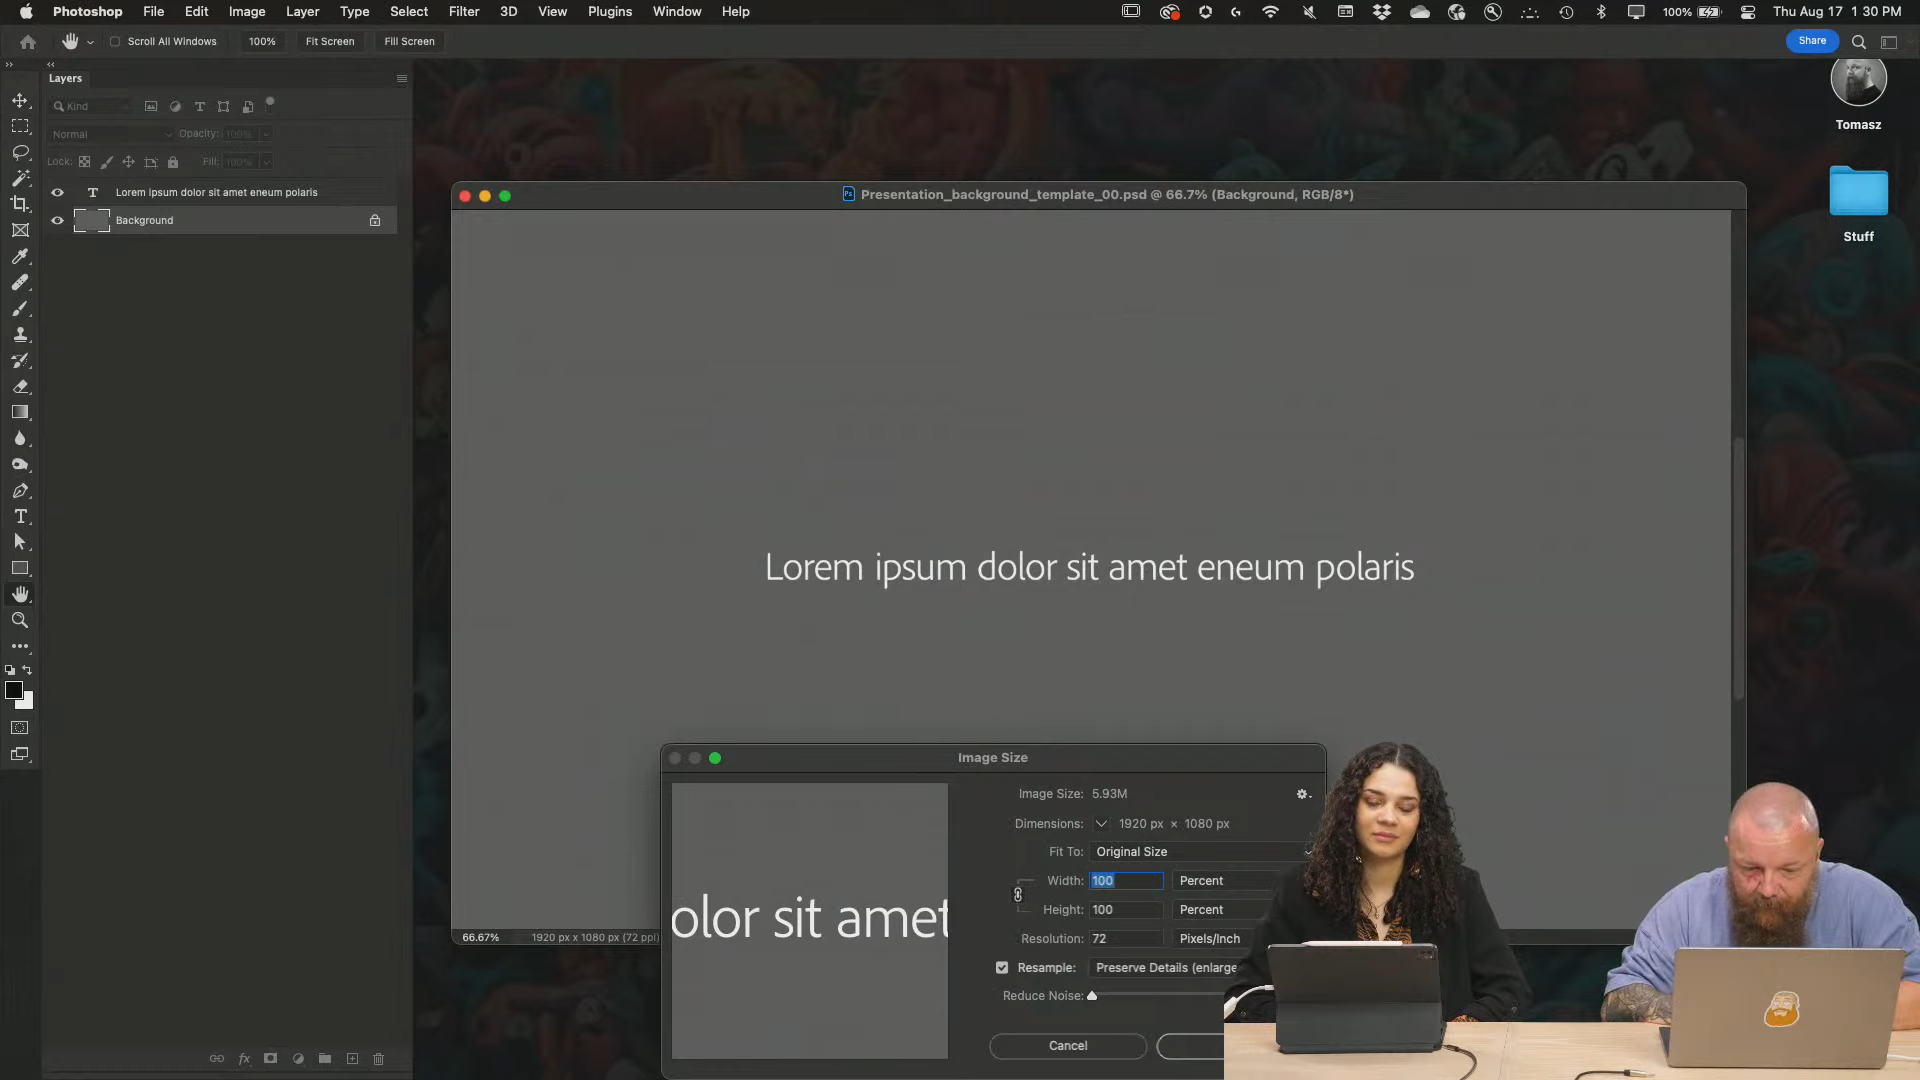 Photoshop File Edit Image Layer Type Select Filter 3D View Plugins Window Help 100% Thu Aug 17 1:30 PM
Scroll All Windows 100% Fit Screen Fill Screen Share
Layers
Kind
Normal Opacity: 100%
Lock: Fill: 100%
Lorem ipsum dolor sit amet eneum polaris
Background
Tomasz
Stuff
Presentation_background_template_00.psd @ 66.7% (Background, RGB/8*)
Lorem ipsum dolor sit amet eneum polaris
66.67% 1920 px x 1080 px (72 ppi)
Image Size
olor sit amet
Image Size: 5.93M
Dimensions: 1920 px × 1080 px
Fit To: Original Size
Width: 100 Percent
Height: 100 Percent
Resolution: 72 Pixels/Inch
Resample: Preserve Details (enlarge
Reduce Noise:
Cancel